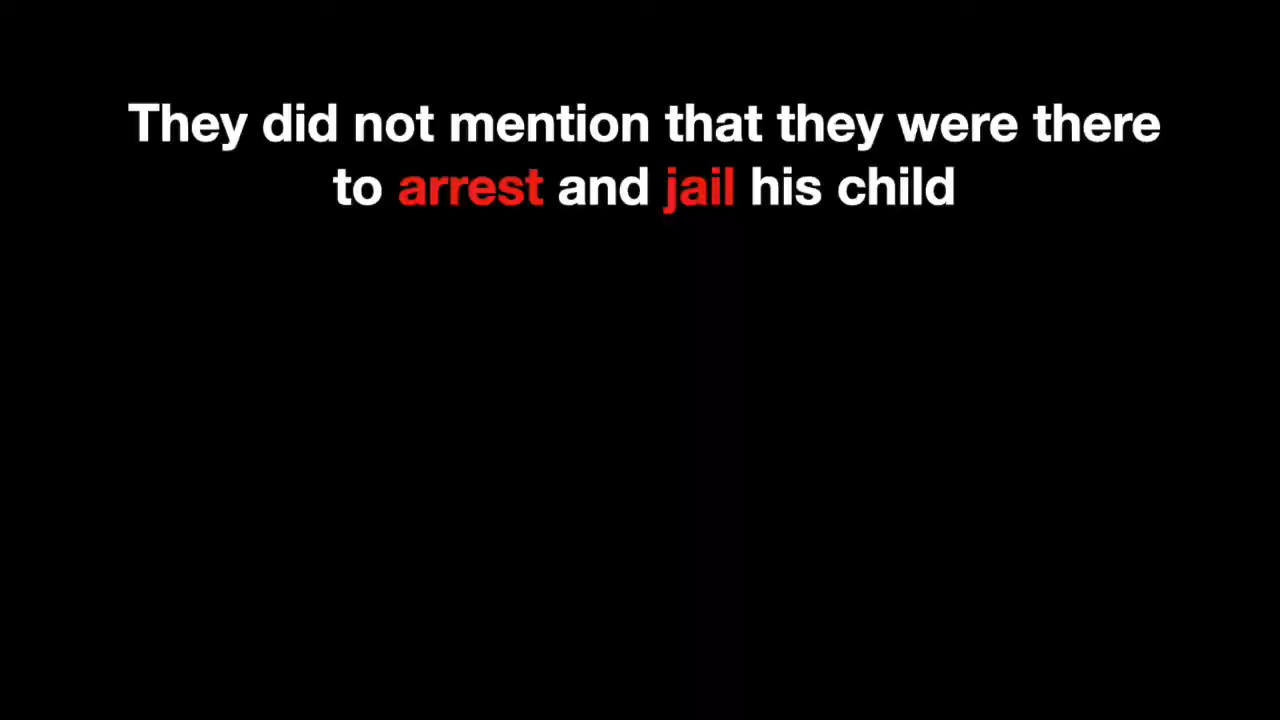 They did not mention that they were there
to arrest and jail his child